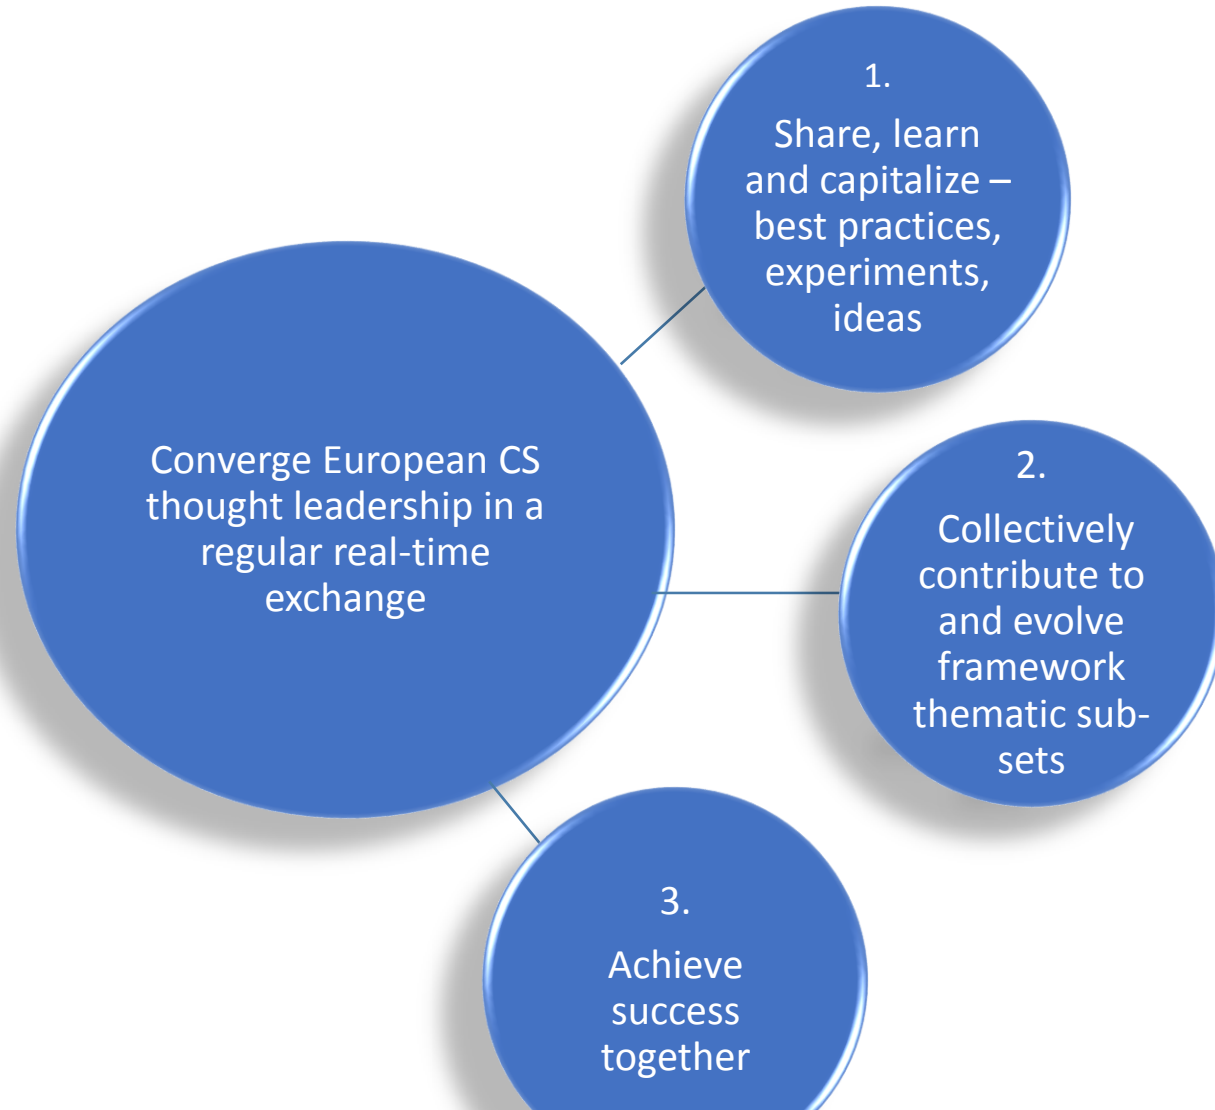 1.
Share, learn
and capitalize –
best practices,
experiments,
ideas
Converge European CS
thought leadership in a
regular real-time
exchange
2.
Collectively
contribute to
and evolve
framework
thematic sub-
sets
3.
Achieve
success
together